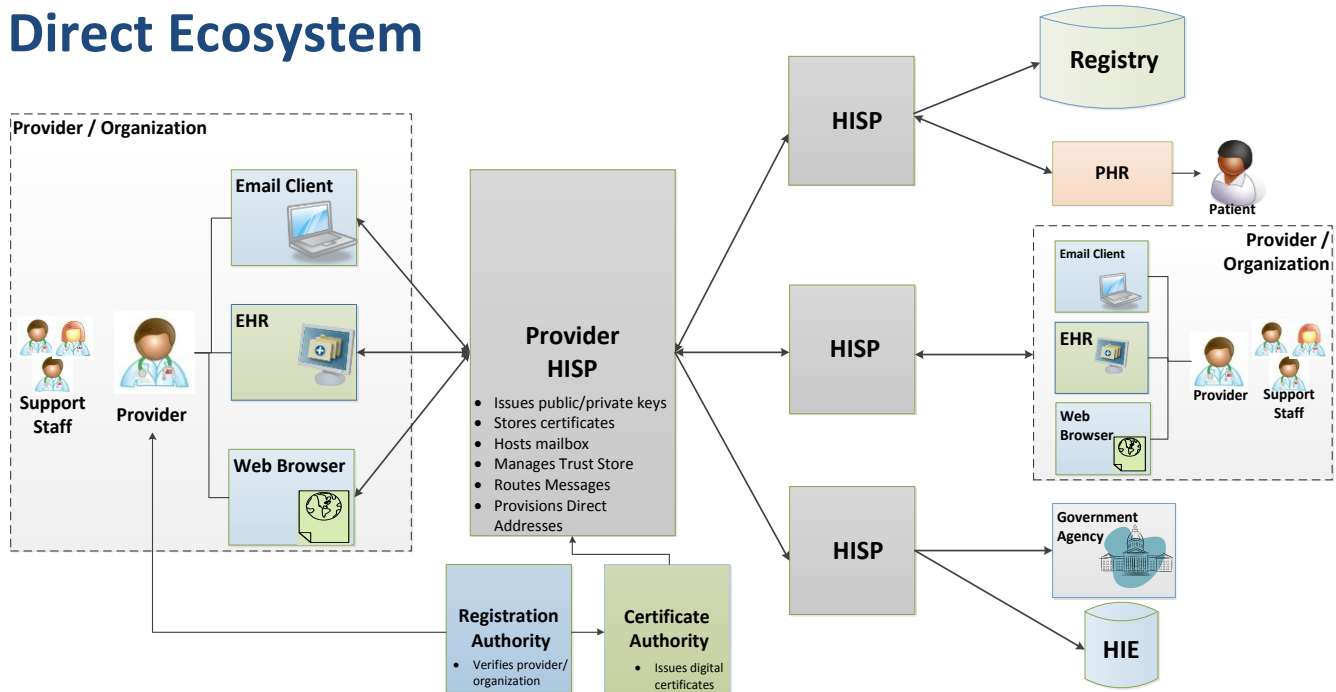 Direct Ecosystem
Provider / Organization
Email Client
EHR
Web Browser
Support
Staff
Provider
Provider
HISP
• Issues public/private keys
• Stores certificates
• Hosts mailbox
• Manages Trust Store
• Routes Messages
• Provisions Direct
Addresses
Registration
Authority
• Verifies provider/
organization
Certificate
Authority
• Issues digital
certificates
HISP
Registry
PHR
Patient
HISP
Provider /
Organization
Email Client
EHR
Web
Browser
Provider
Support
Staff
HISP
Government
Agency
HIE